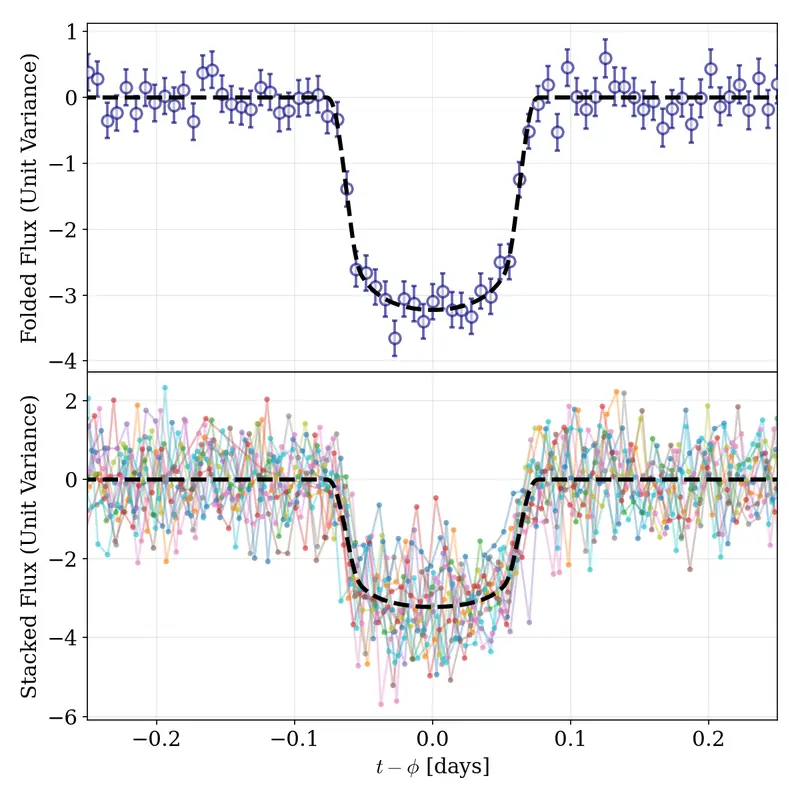 Folded Flux (Unit Variance)
1
0
−1
−2
−3
−4
Stacked Flux (Unit Variance)
2
0
−2
−4
−6
−0.2 −0.1 0.0 0.1 0.2
t − ϕ [days]